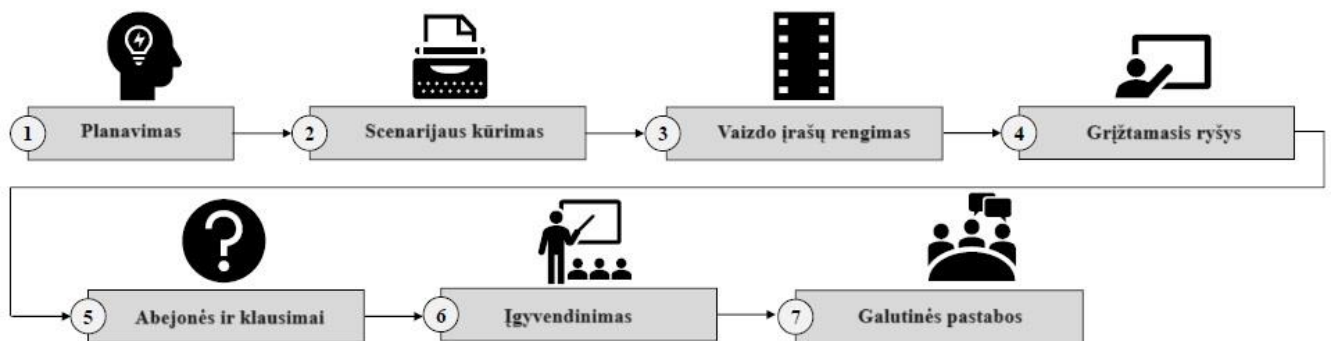 1 Planavimas
2 Scenarijaus kūrimas
3 Vaizdo įrašų rengimas
4 Grįžtamasis ryšys
5 Abejonės ir klausimai
6 Įgyvendinimas
7 Galutinės pastabos